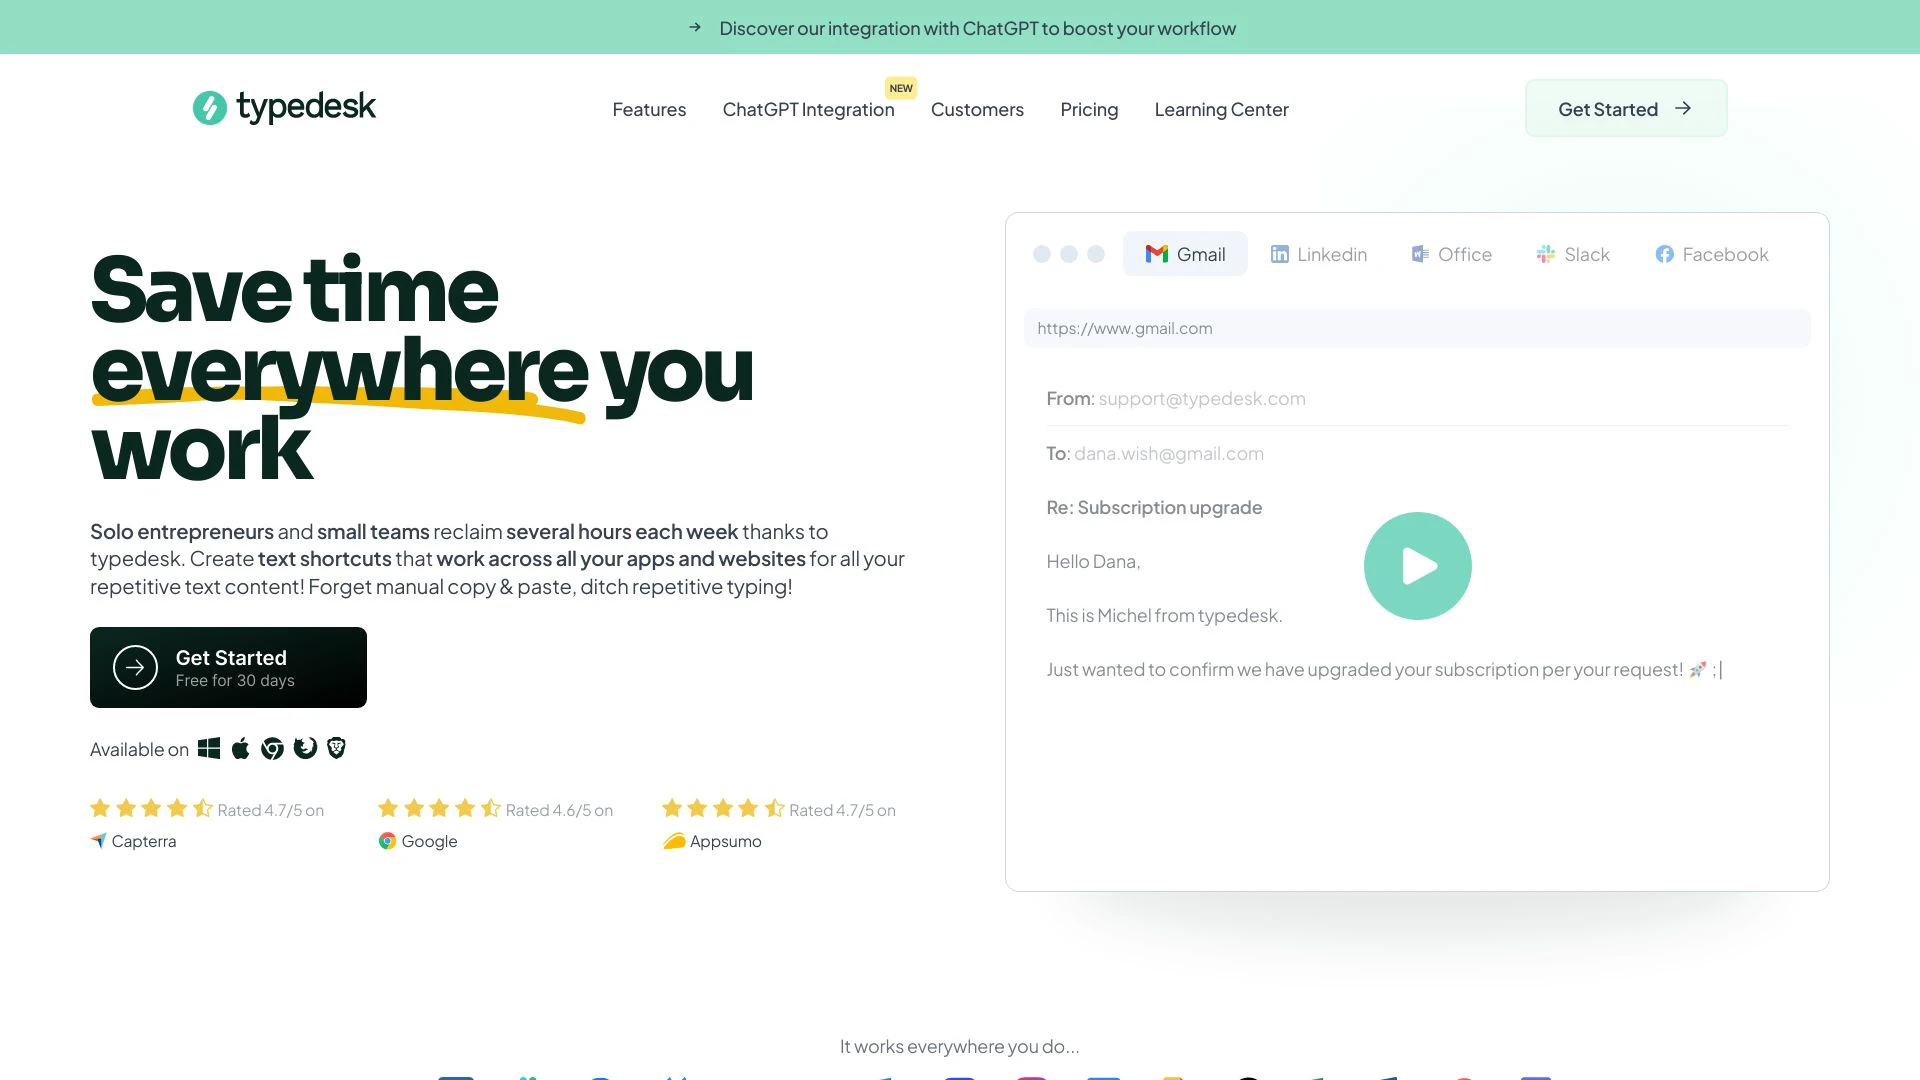 Discover our integration with ChatGPT to boost your workflow
typedesk
Features
ChatGPT Integration
NEW
Customers
Pricing
Learning Center
Get Started
Save time
everywhere you
work
Solo entrepreneurs and small teams reclaim several hours each week thanks to
typedesk. Create text shortcuts that work across all your apps and websites for all your
repetitive text content! Forget manual copy & paste, ditch repetitive typing!
Get Started
Free for 30 days
Available on
Rated 4.7/5 on
Capterra
Rated 4.6/5 on
Google
Rated 4.7/5 on
Appsumo
Gmail
Linkedin
Office
Slack
Facebook
https://www.gmail.com
From: support@typedesk.com
To: dana.wish@gmail.com
Re: Subscription upgrade
Hello Dana,
This is Michel from typedesk.
Just wanted to confirm we have upgraded your subscription per your request! 🚀 ;|
It works everywhere you do...